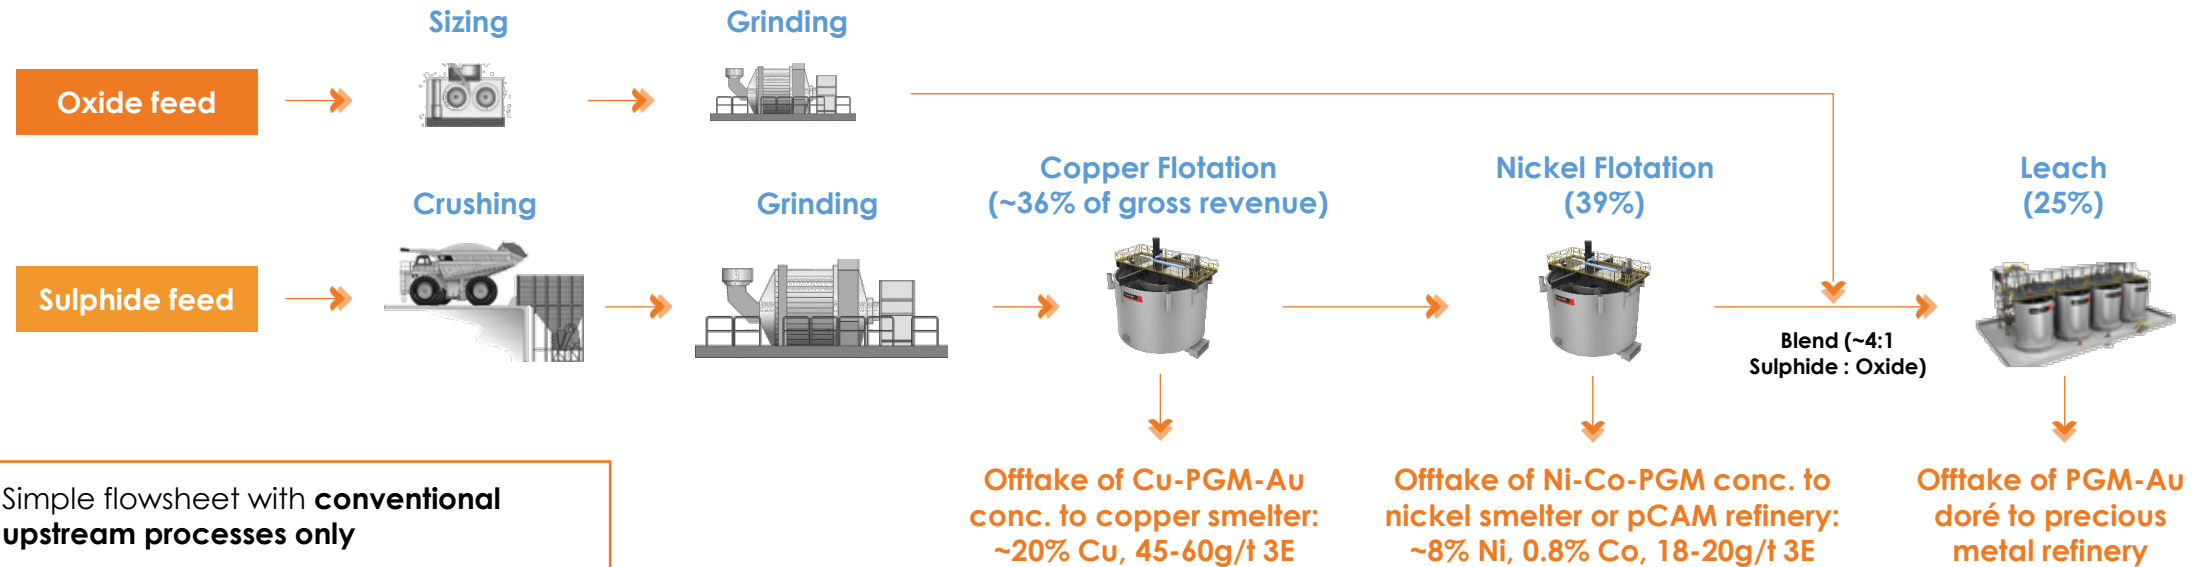 Sizing
Grinding
Oxide feed
Copper Flotation
(~36% of gross revenue)
Nickel Flotation
(39%)
Leach
(25%)
Crushing
Grinding
Sulphide feed
Blend (~4:1
Sulphide : Oxide)
Simple flowsheet with conventional
upstream processes only
Offtake of Cu-PGM-Au
conc. to copper smelter:
~20% Cu, 45-60g/t 3E
Offtake of Ni-Co-PGM conc. to
nickel smelter or pCAM refinery:
~8% Ni, 0.8% Co, 18-20g/t 3E
Offtake of PGM-Au
doré to precious
metal refinery